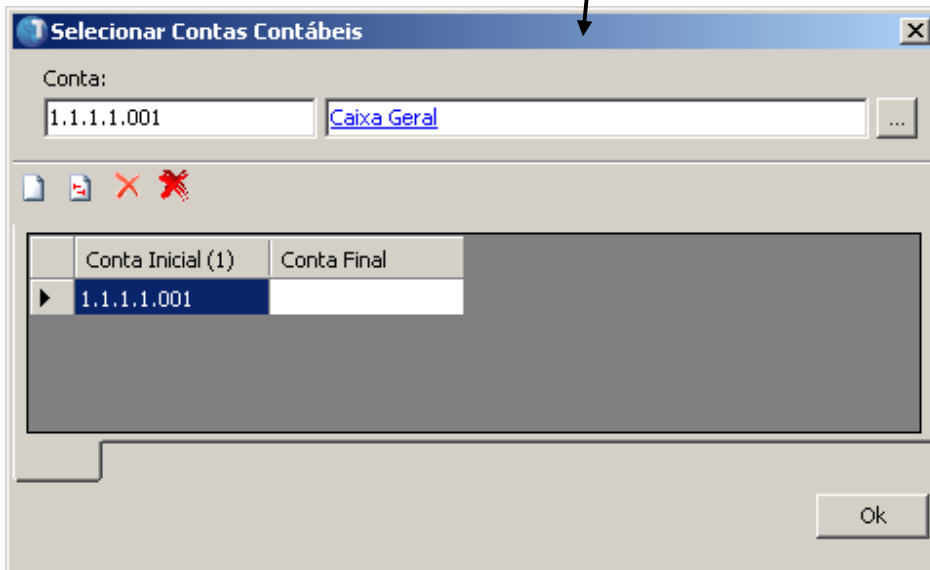 Selecionar Contas Contábeis
Conta:
1.1.1.1.001 Caixa Geral ...
Conta Inicial (1) Conta Final
1.1.1.1.001
Ok